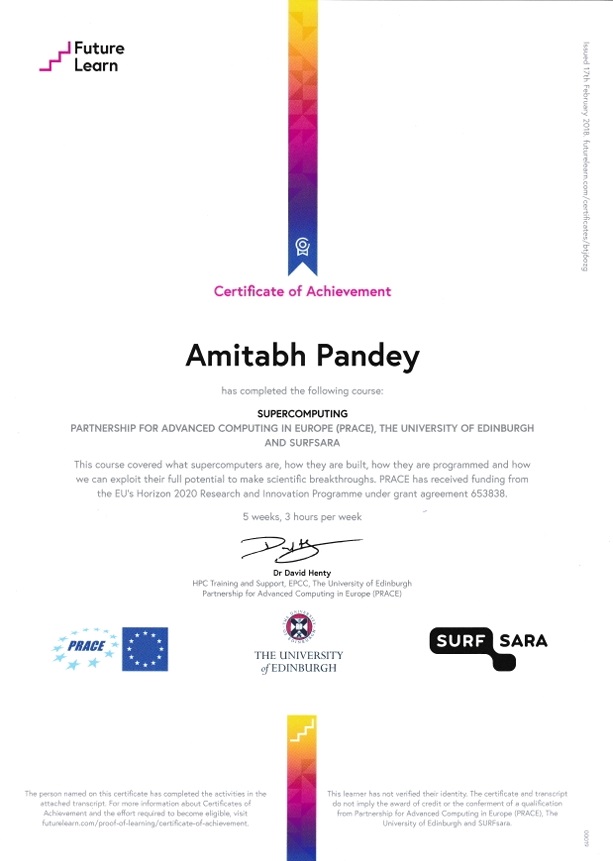 Future
Learn
Issued 17th February 2018. futurelearn.com/certificates/btj6ozg
Certificate of Achievement
Amitabh Pandey
has completed the following course:
SUPERCOMPUTING
PARTNERSHIP FOR ADVANCED COMPUTING IN EUROPE (PRACE), THE UNIVERSITY OF EDINBURGH
AND SURFSARA
This course covered what supercomputers are, how they are built, how they are programmed and how
we can exploit their full potential to make scientific breakthroughs. PRACE has received funding from
the EU's Horizon 2020 Research and Innovation Programme under grant agreement 653838.
5 weeks, 3 hours per week
Dr David Henty
HPC Training and Support, EPCC, The University of Edinburgh
Partnership for Advanced Computing in Europe (PRACE)
PRACE
THE UNIVERSITY
of EDINBURGH
SURF SARA
The person named on this certificate has completed the activities in the
attached transcript. For more information about Certificates of
Achievement and the effort required to become eligible, visit
futurelearn.com/proof-of-learning/certificate-of-achievement.
This learner has not verified their identity. The certificate and transcript
do not imply the award of credit or the conferment of a qualification
from Partnership for Advanced Computing in Europe (PRACE), The
University of Edinburgh and SURFsara.